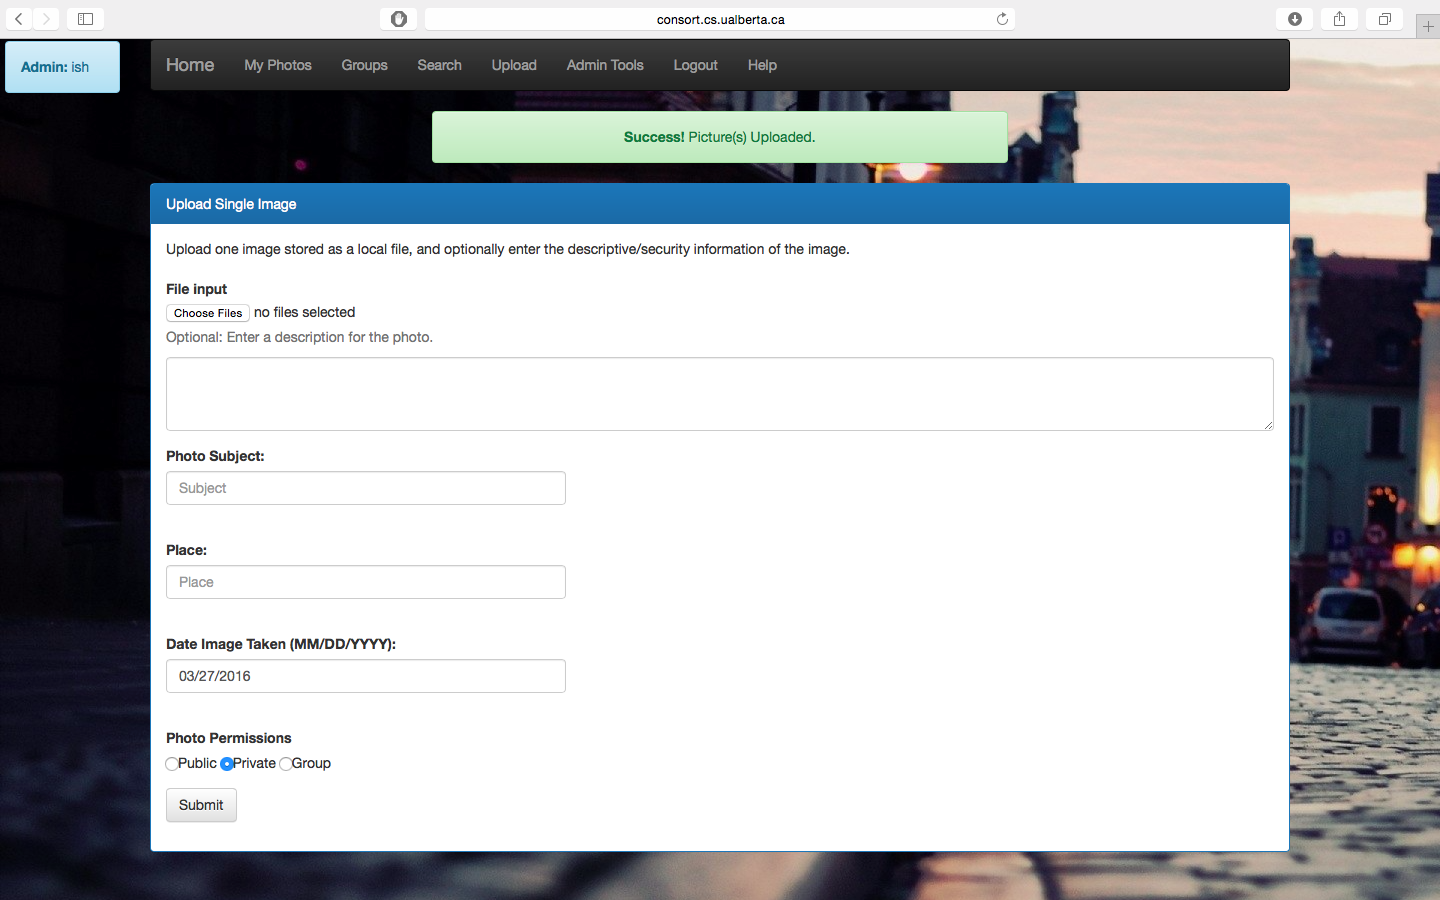 consort.cs.ualberta.ca
Admin: ish
Home My Photos Groups Search Upload Admin Tools Logout Help
Success! Picture(s) Uploaded.
Upload Single Image
Upload one image stored as a local file, and optionally enter the descriptive/security information of the image.
File input
Choose Files no files selected
Optional: Enter a description for the photo.
Photo Subject:
Subject
Place:
Place
Date Image Taken (MM/DD/YYYY):
03/27/2016
Photo Permissions
Public Private Group
Submit